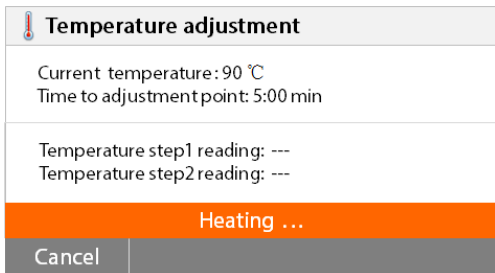 Temperature adjustment
Current temperature: 90 ℃
Time to adjustment point: 5:00 min
Temperature step1 reading: ---
Temperature step2 reading: ---
Heating ...
Cancel